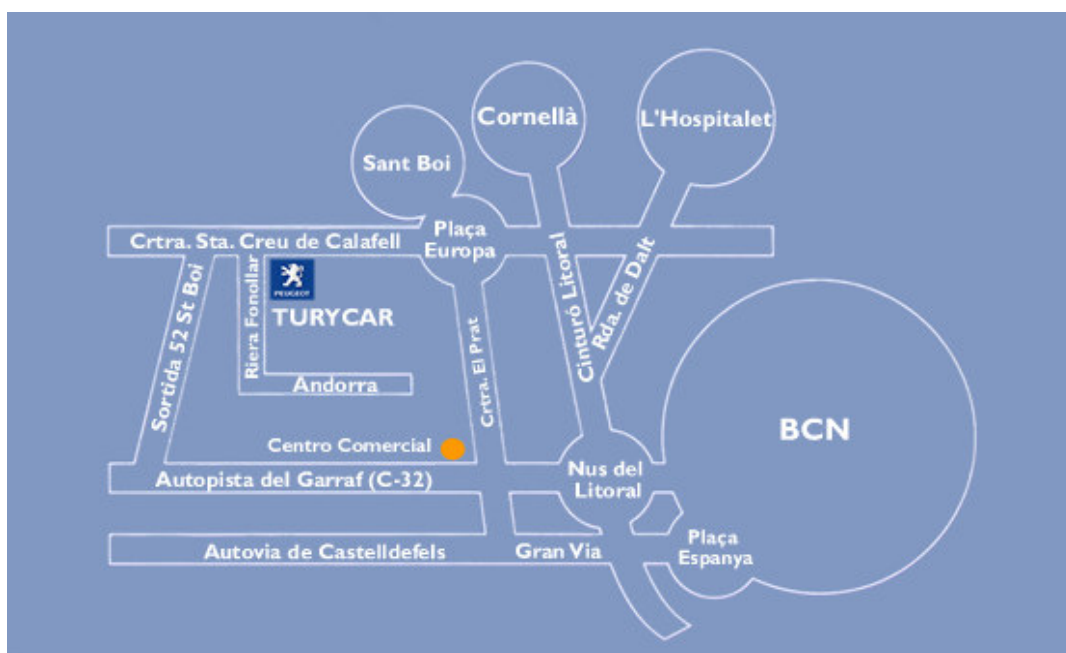 Cornellà
L'Hospitalet
Sant Boi
Plaça
Europa
Crtra. Sta. Creu de Calafell
Cinturó Litoral
Rda. de Dalt
Sortida 52 St Boi
Riera Fonollar
PEUGEOT
TURYCAR
Crtra. El Prat
Andorra
BCN
Centro Comercial
Nus del
Litoral
Autopista del Garraf (C-32)
Plaça
Espanya
Autovia de Castelldefels
Gran Via